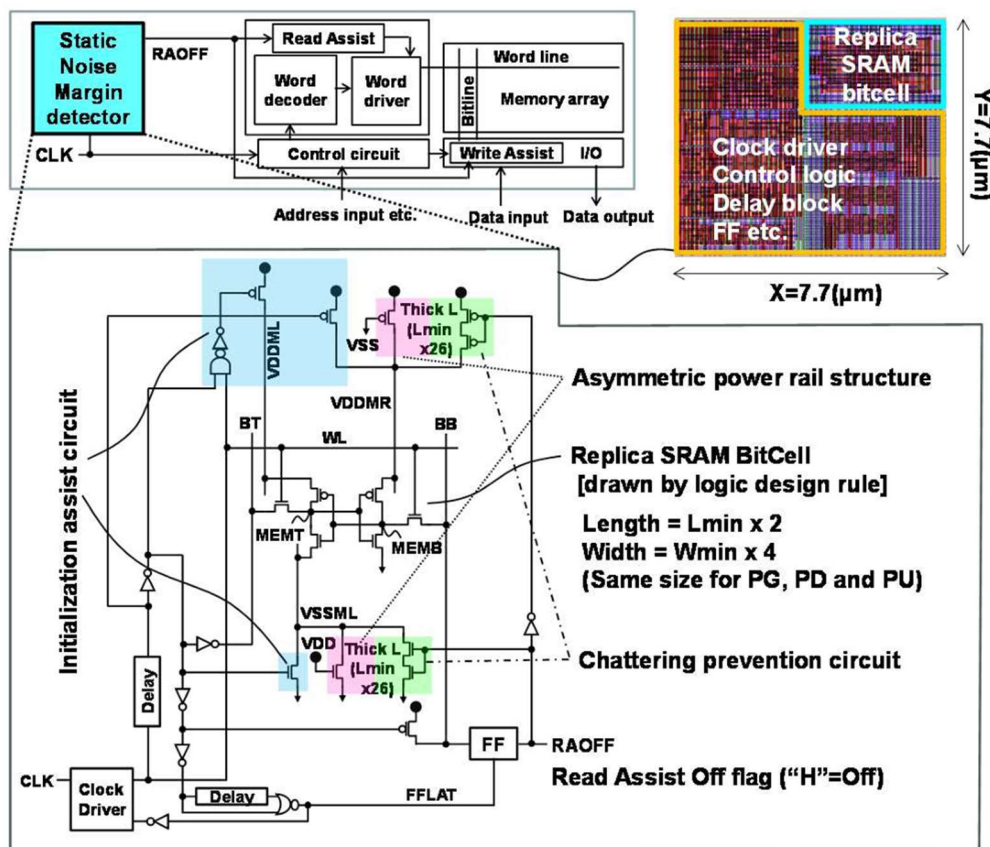 Static
Noise
Margin
detector
RAOFF
Read Assist
Word
decoder
Word
driver
Word line
Bitline
Memory array
CLK
Control circuit
Write Assist
I/O
Address input etc.
Data input
Data output
Replica
SRAM
bitcell
Clock driver
Control logic
Delay block
FF etc.
Y=7.7(μm)
X=7.7(μm)
Initialization assist circuit
VDDML
VSS
Thick L
(Lmin
x26)
VDDMR
BT
WL
BB
MEMT
MEMB
Asymmetric power rail structure
Replica SRAM BitCell
[drawn by logic design rule]
Length = Lmin x 2
Width = Wmin x 4
(Same size for PG, PD and PU)
VSSML
VDD
Thick L
(Lmin
x26)
Chattering prevention circuit
Delay
FF
RAOFF
Read Assist Off flag (“H”=Off)
CLK
Clock
Driver
Delay
FFLAT